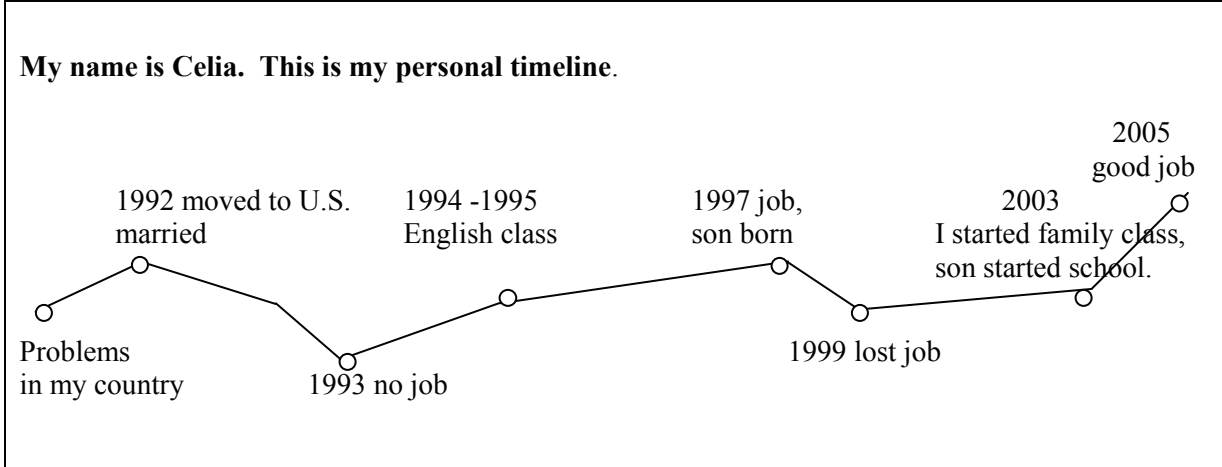 My name is Celia.  This is my personal timeline.
Problems
in my country
1992 moved to U.S.
married
1993 no job
1994 -1995
English class
1997 job,
son born
1999 lost job
2003
I started family class,
son started school.
2005
good job